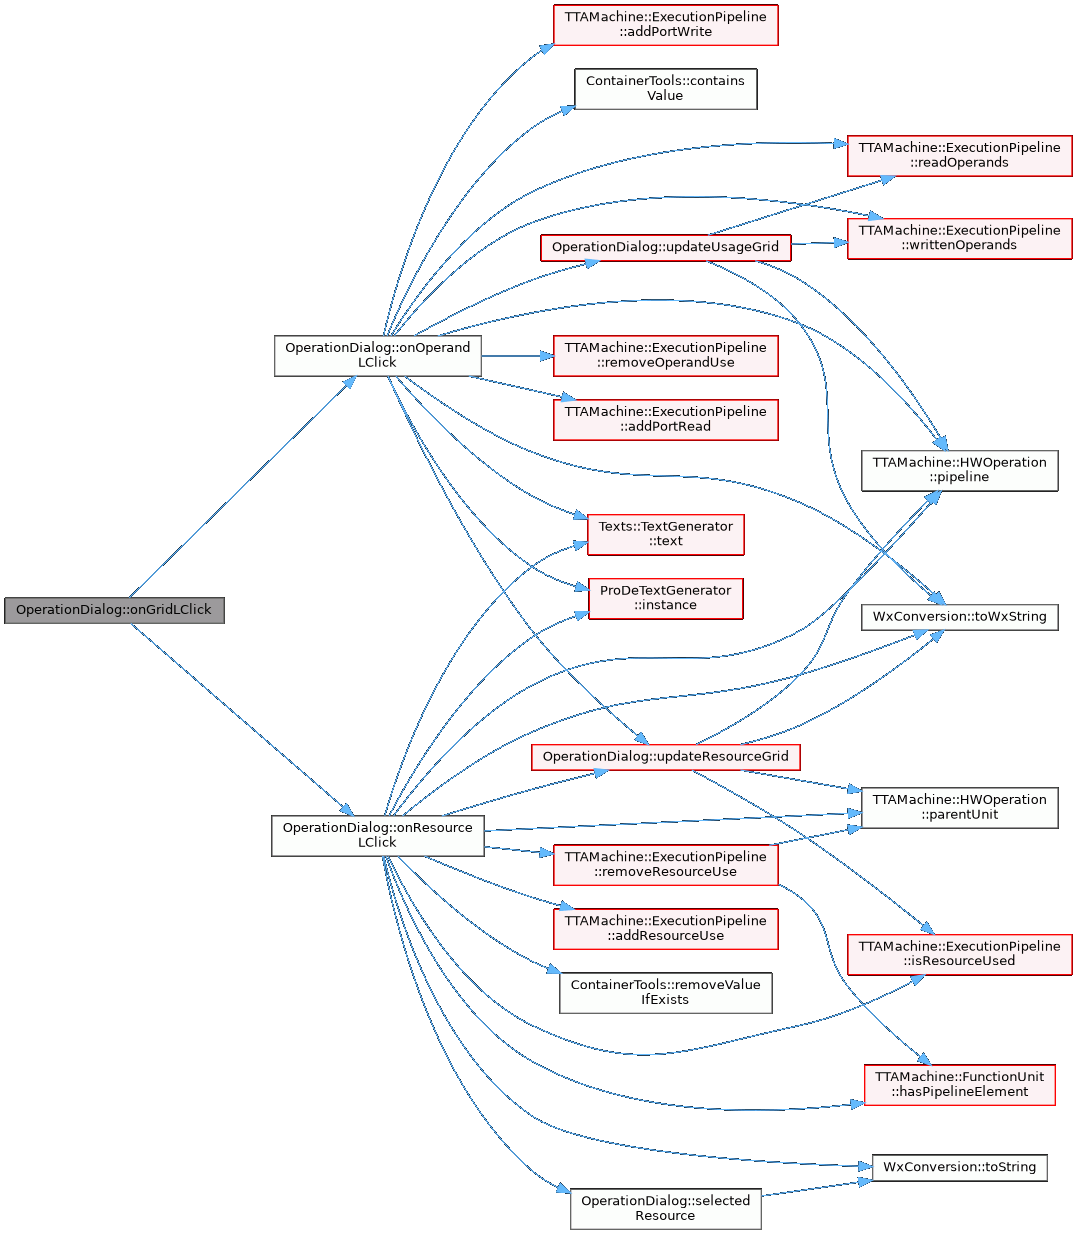 TTAMachine::ExecutionPipeline
::addPortWrite
ContainerTools::contains
Value
TTAMachine::ExecutionPipeline
::readOperands
TTAMachine::ExecutionPipeline
::writtenOperands
OperationDialog::updateUsageGrid
OperationDialog::onOperand
LClick
TTAMachine::ExecutionPipeline
::removeOperandUse
TTAMachine::ExecutionPipeline
::addPortRead
TTAMachine::HWOperation
::pipeline
Texts::TextGenerator
::text
ProDeTextGenerator
::instance
OperationDialog::onGridLClick
WxConversion::toWxString
OperationDialog::updateResourceGrid
TTAMachine::HWOperation
::parentUnit
OperationDialog::onResource
LClick
TTAMachine::ExecutionPipeline
::removeResourceUse
TTAMachine::ExecutionPipeline
::addResourceUse
TTAMachine::ExecutionPipeline
::isResourceUsed
ContainerTools::removeValue
IfExists
TTAMachine::FunctionUnit
::hasPipelineElement
WxConversion::toString
OperationDialog::selected
Resource